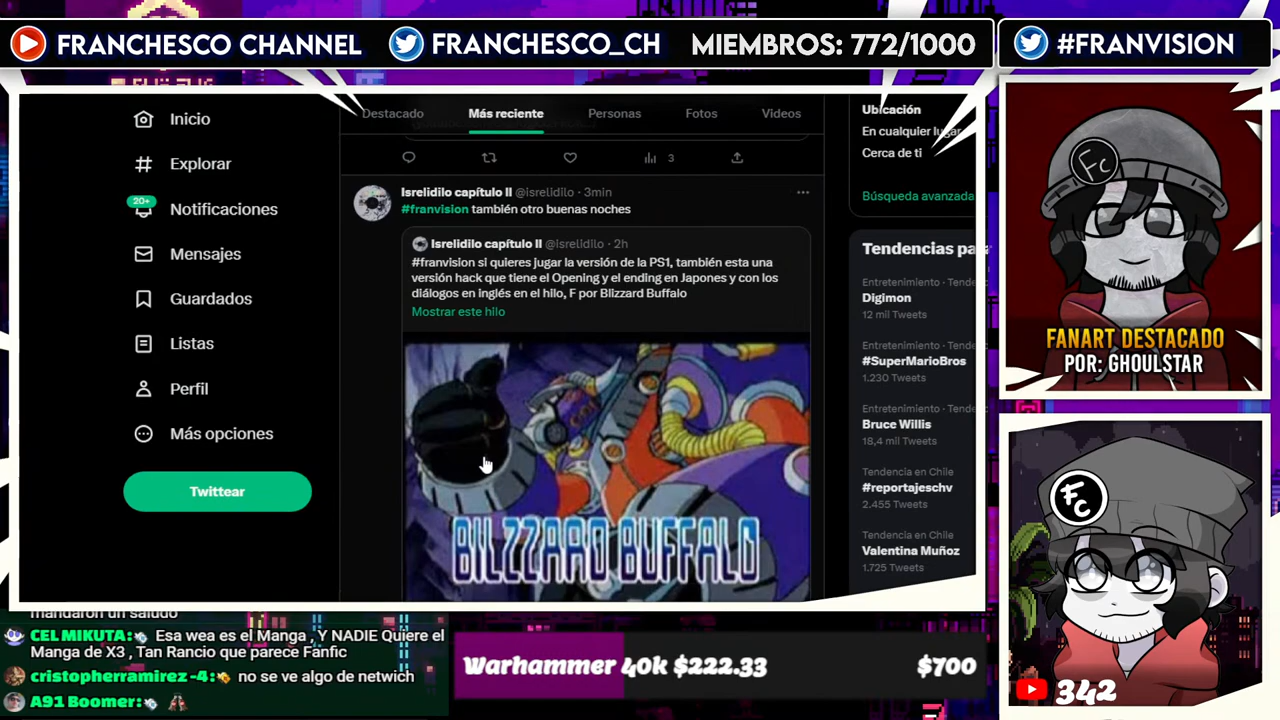 FRANCHESCO CHANNEL
FRANCHESCO_CH
MIEMBROS: 772/1000
#FRANVISION
Inicio
Explorar
20+
Notificaciones
Mensajes
Guardados
Listas
Perfil
Más opciones
Twittear
Destacado
Más reciente
Personas
Fotos
Videos
3
Isrelidilo capítulo II @isrelidilo · 3min
#franvision también otro buenas noches
Isrelidilo capítulo II @isrelidilo · 2h
#franvision si quieres jugar la versión de la PS1, también esta una
versión hack que tiene el Opening y el ending en Japones y con los
diálogos en inglés en el hilo, F por Blizzard Buffalo
Mostrar este hilo
BLIZZARD BUFFALO
Ubicación
En cualquier lugar
Cerca de ti
Búsqueda avanzada
Tendencias pa
Entretenimiento · Tende
Digimon
12 mil Tweets
Entretenimiento · Tende
#SuperMarioBros
1.230 Tweets
Entretenimiento · Tende
Bruce Willis
18,4 mil Tweets
Tendencia en Chile
#reportajeschv
2.455 Tweets
Tendencia en Chile
Valentina Muñoz
1.725 Tweets
FC
FANART DESTACADO
POR: GHOULSTAR
FC
342
mandaron un saludo
CEL MIKUTA: Esa wea es el Manga , Y NADIE Quiere el
Manga de X3 , Tan Rancio que parece Fanfic
cristopherramirez -4: no se ve algo de netwich
A91 Boomer:
Warhammer 40k $222.33
$700